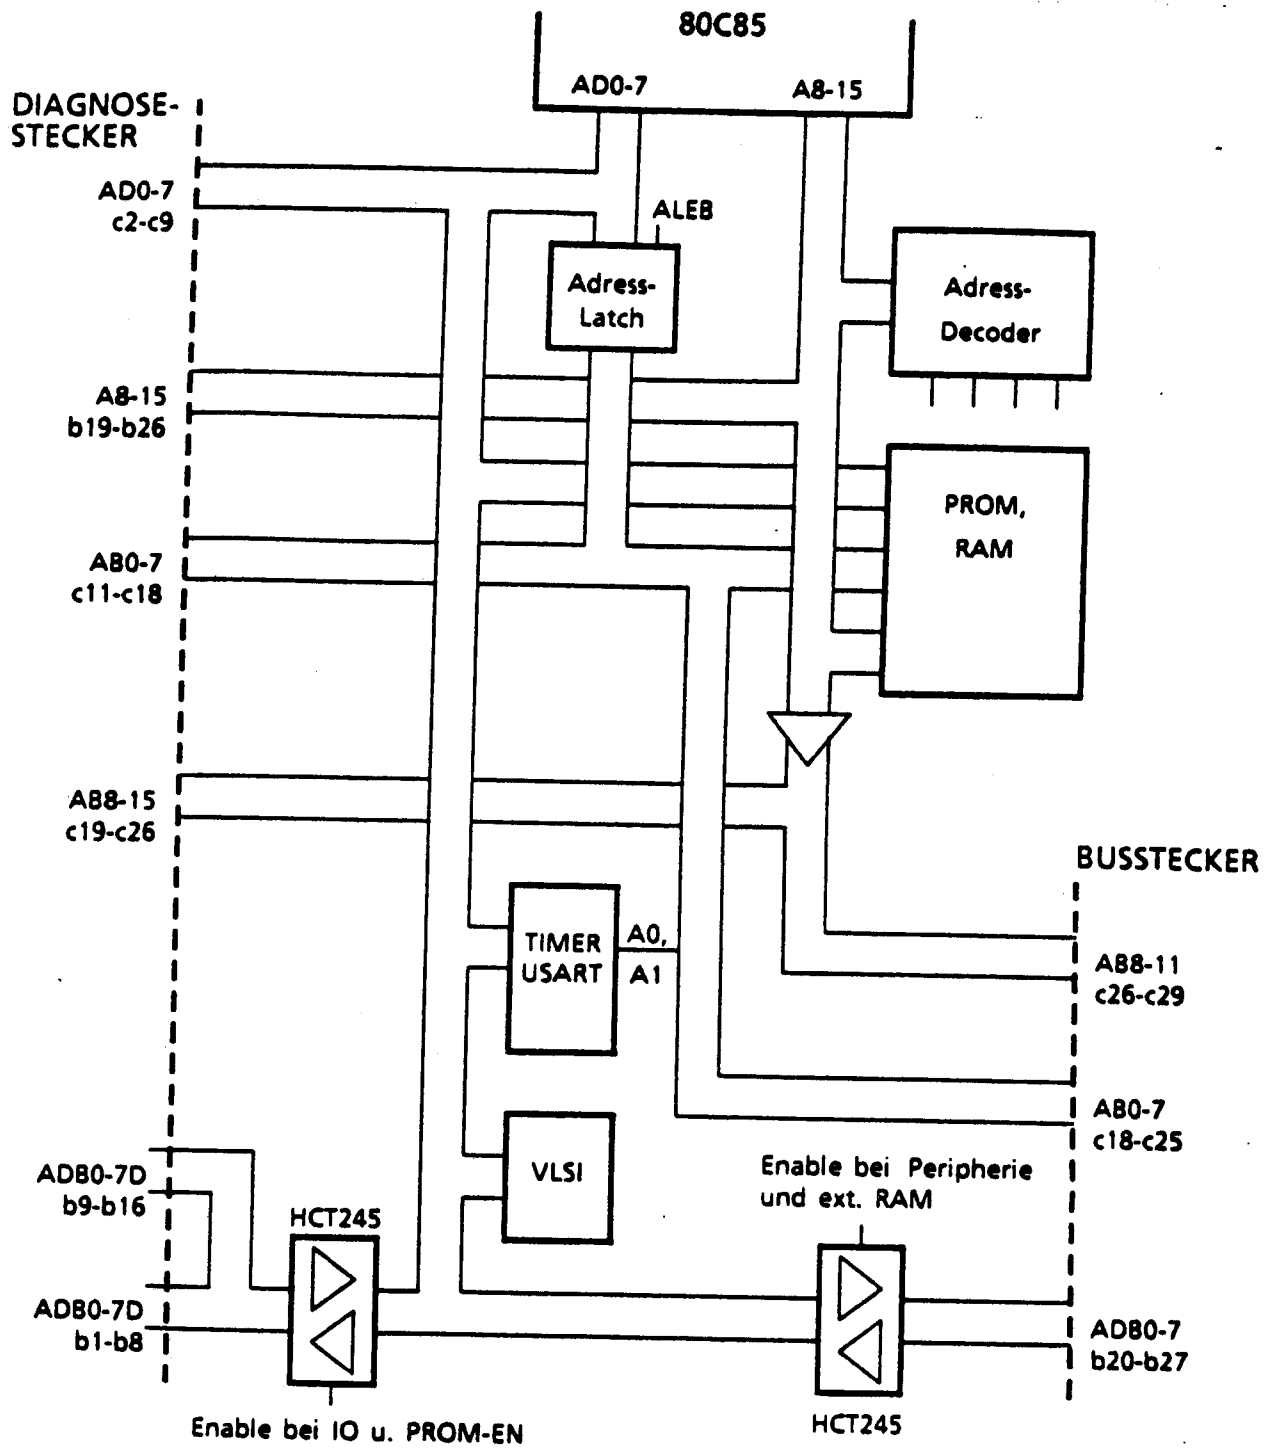 80C85
AD0-7
A8-15
DIAGNOSE-
STECKER
AD0-7
c2-c9
ALEB
Adress-
Latch
Adress-
Decoder
A8-15
b19-b26
PROM,
RAM
AB0-7
c11-c18
AB8-15
c19-c26
BUSSTECKER
TIMER
USART
A0,
A1
AB8-11
c26-c29
AB0-7
c18-c25
VLSI
Enable bei Peripherie
und ext. RAM
ADB0-7D
b9-b16
HCT245
ADB0-7D
b1-b8
ADB0-7
b20-b27
HCT245
Enable bei IO u. PROM-EN